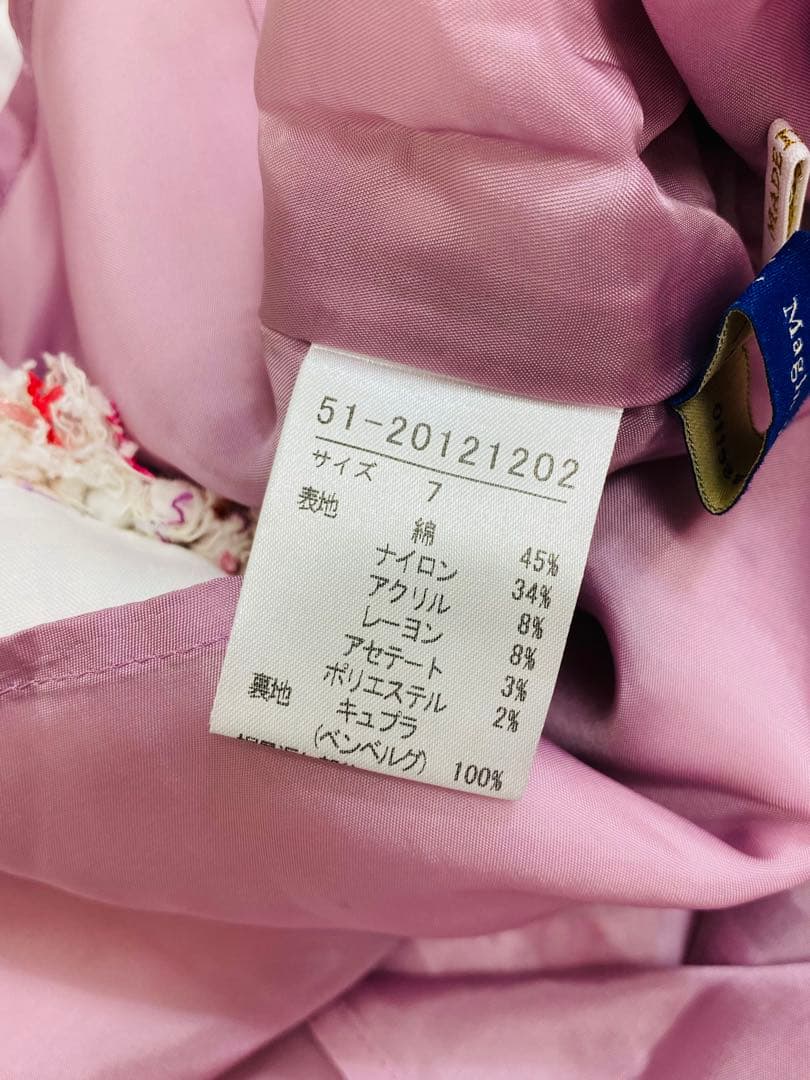 51-20121202
サイズ 7
表地
綿 45%
ナイロン 34%
アクリル 8%
レーヨン 8%
アセテート 3%
ポリエステル 2%
裏地
キュプラ
(ベンベルグ) 100%
MADE